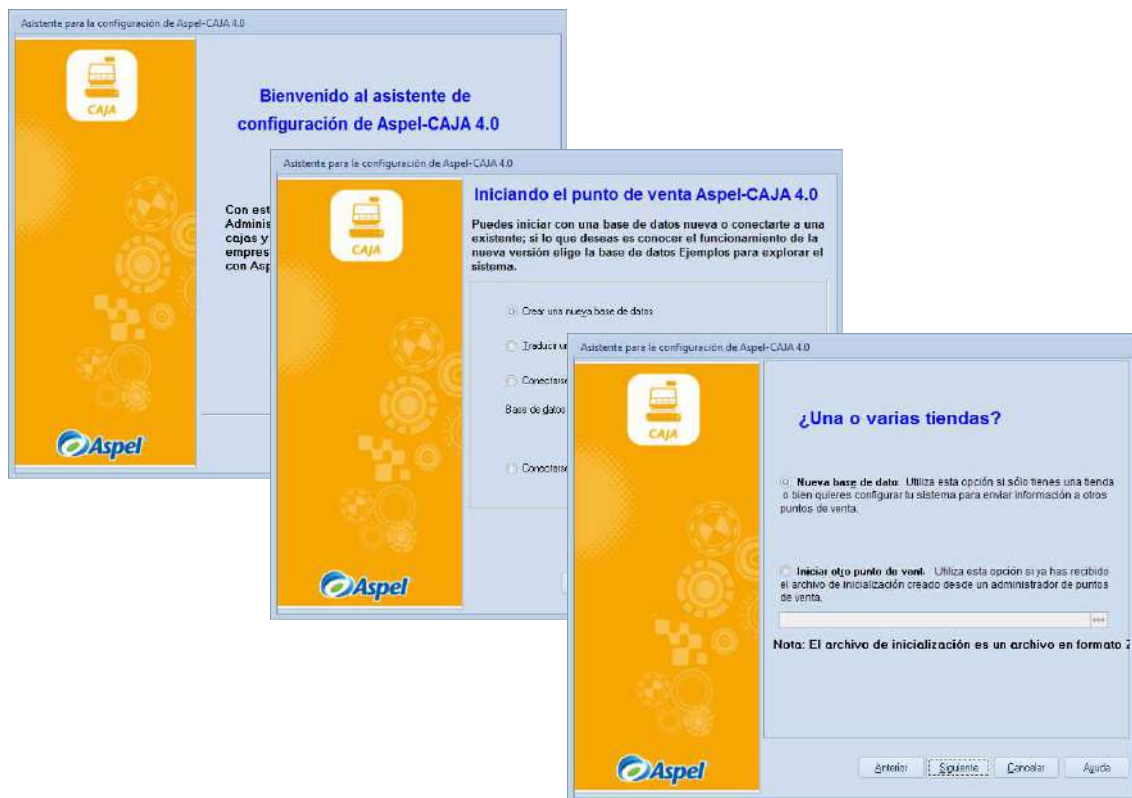 Asistente para la configuración de Aspel-CAJA 4.0
CAJA
Bienvenido al asistente de
configuración de Aspel-CAJA 4.0
Con est
Adminis
cajas y
empres
con Asp
Aspel
Asistente para la configuración de Aspel-CAJA 4.0
CAJA
Iniciando el punto de venta Aspel-CAJA 4.0
Puedes iniciar con una base de datos nueva o conectarte a una
existente; si lo que deseas es conocer el funcionamiento de la
nueva versión elige la base de datos Ejemplos para explorar el
sistema.
Crear una nueva base de datos
Traducir un
Conectarse
Base de datos
Conectarse
Aspel
Asistente para la configuración de Aspel-CAJA 4.0
CAJA
¿Una o varias tiendas?
Nueva base de dato: Utiliza esta opción si sólo tienes una tienda
o bien quieres configurar tu sistema para enviar información a otros
puntos de venta.
Iniciar otro punto de vent. Utiliza esta opción si ya has recibido
el archivo de inicialización creado desde un administrador de puntos
de venta.
Nota: El archivo de inicialización es un archivo en formato
Aspel
Anterior Siguiente Cancelar Ayuda